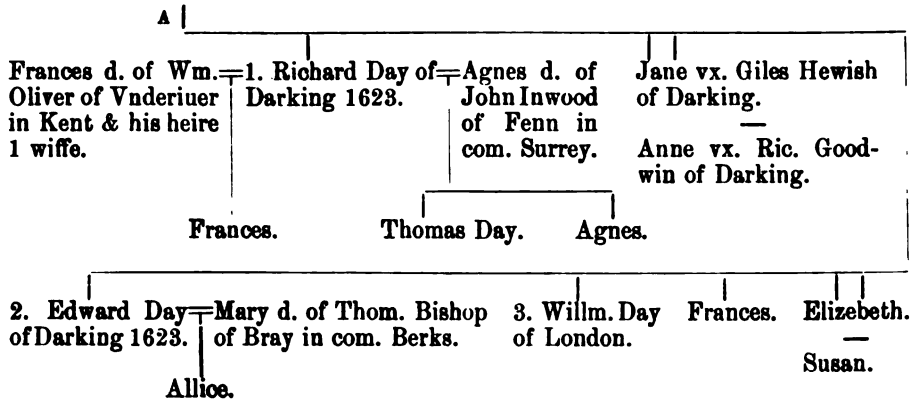 A
Frances d. of Wm.
Oliver of Vnderiuer
in Kent & his heire
1 wiffe.
1. Richard Day of
Darking 1623.
Agnes d. of
John Inwood
of Fenn in
com. Surrey.
Jane vx. Giles Hewish
of Darking.
—
Anne vx. Ric. Good-
win of Darking.
Frances.
Thomas Day.
Agnes.
2. Edward Day
of Darking 1623.
Mary d. of Thom. Bishop
of Bray in com. Berks.
3. Willm. Day
of London.
Frances.
Elizebeth.
—
Susan.
Allice.